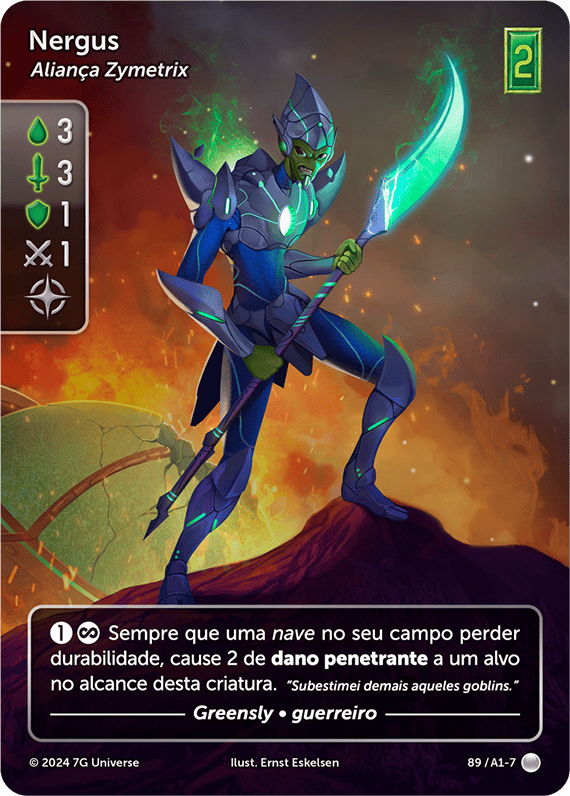 Nergus
Aliança Zymetrix
2
3
3
1
1
1 ∞ Sempre que uma nave no seu campo perder
durabilidade, cause 2 de dano penetrante a um alvo
no alcance desta criatura. “Subestimei demais aqueles goblins.”
Greensly • guerreiro
© 2024 7G Universe
Ilust. Ernst Eskelsen
89 / A1-7